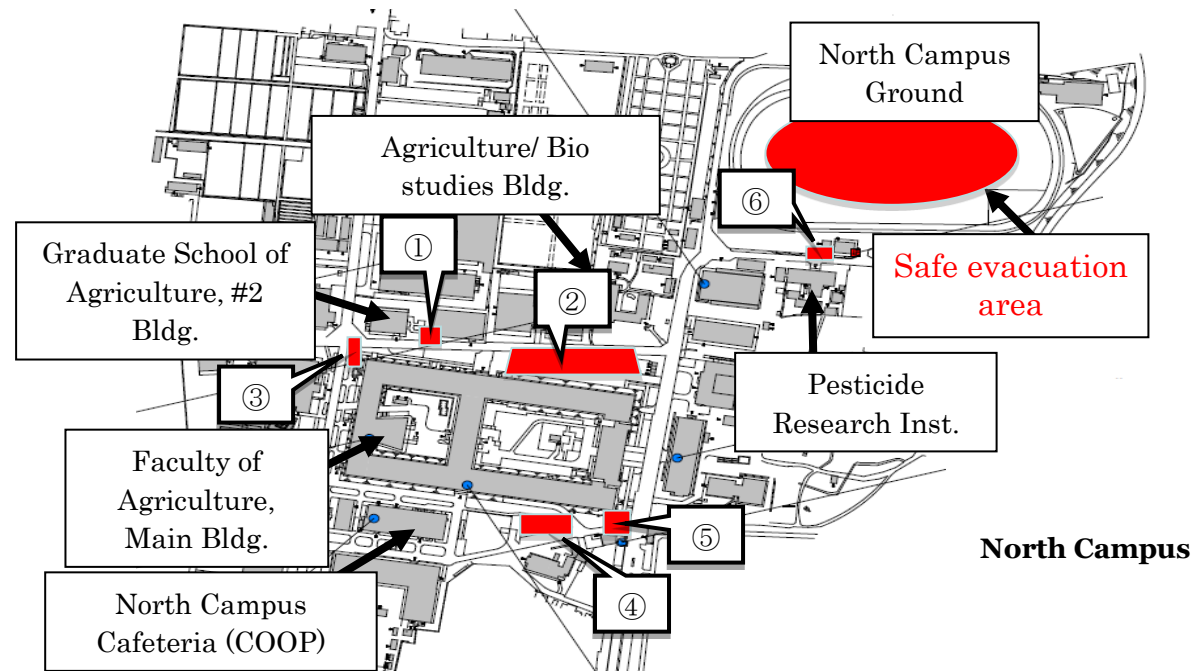 North Campus
Ground
Agriculture/ Bio
studies Bldg.
⑥
①
Graduate School of
Agriculture, #2
Bldg.
Safe evacuation
area
②
③
Pesticide
Research Inst.
Faculty of
Agriculture,
Main Bldg.
⑤
North Campus
④
North Campus
Cafeteria (COOP)